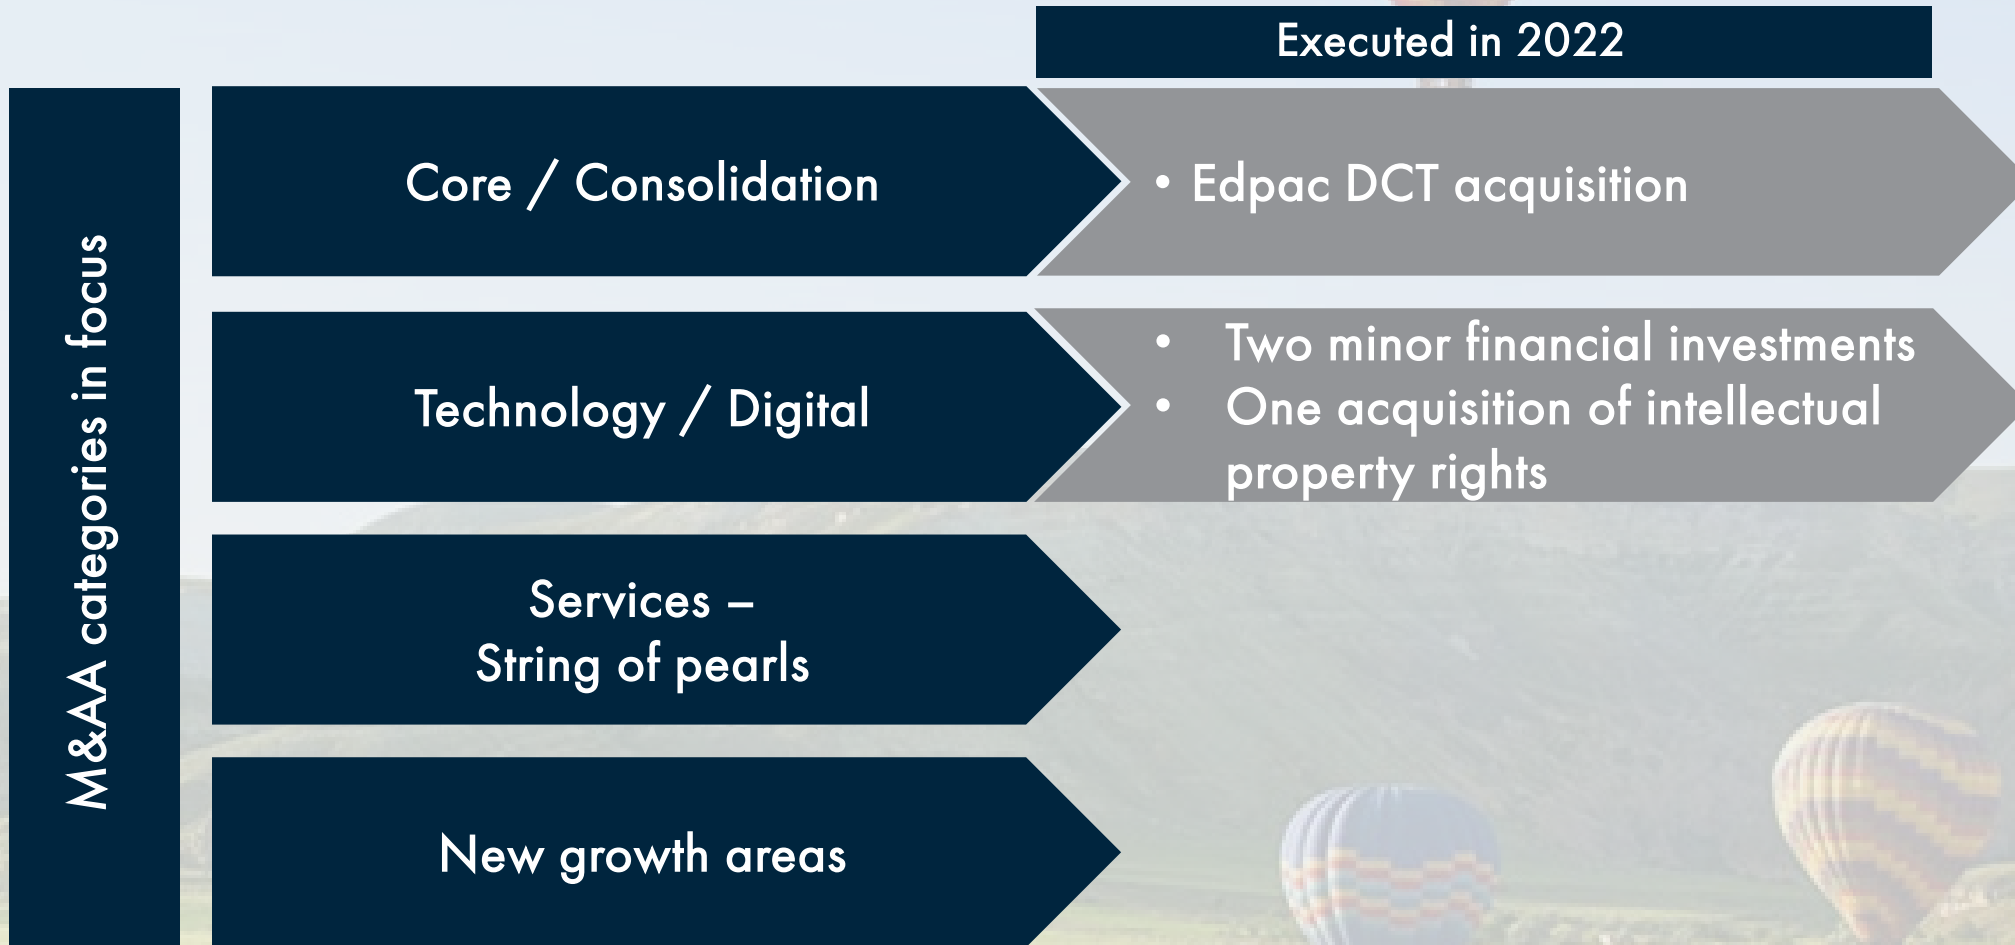 Executed in 2022
M&AA categories in focus
Core / Consolidation
• Edpac DCT acquisition
Technology / Digital
• Two minor financial investments
• One acquisition of intellectual
property rights
Services –
String of pearls
New growth areas